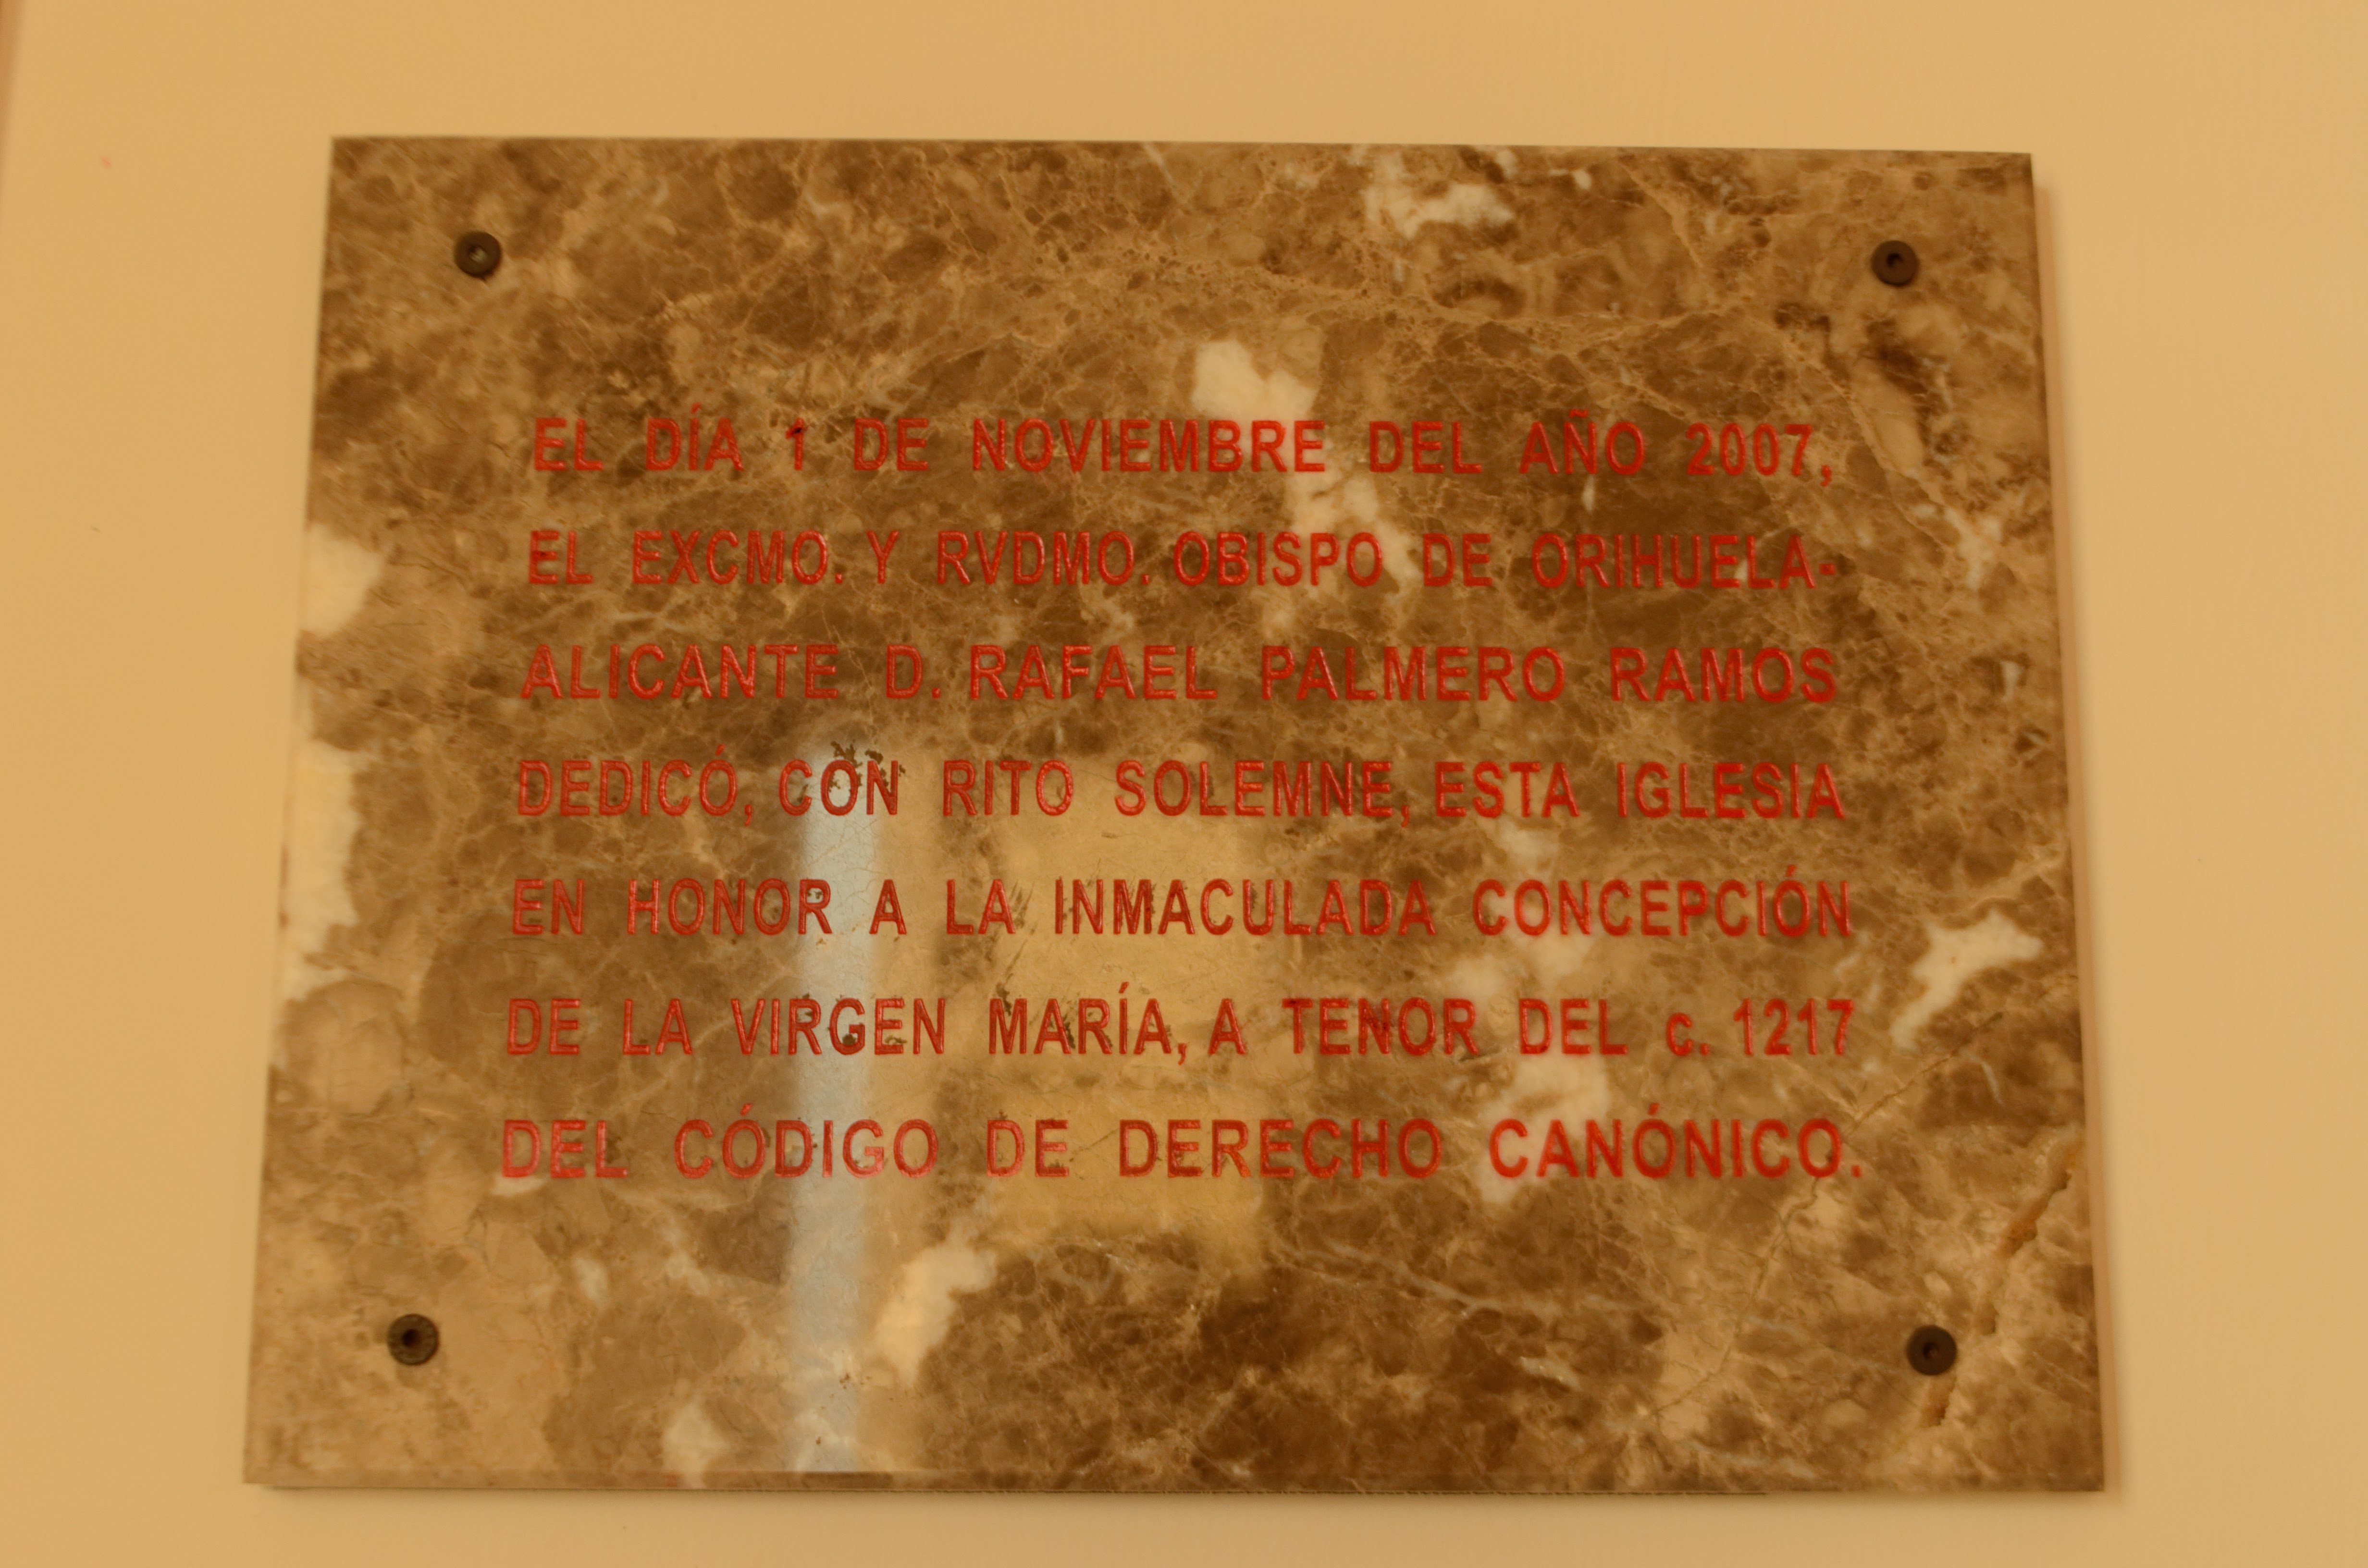 EL DÍA 1 DE NOVIEMBRE DEL AÑO 2007,
EL EXCMO. Y RVDMO. OBISPO DE ORIHUELA-
ALICANTE D. RAFAEL PALMERO RAMOS
DEDICÓ, CON RITO SOLEMNE, ESTA IGLESIA
EN HONOR A LA INMACULADA CONCEPCIÓN
DE LA VIRGEN MARÍA, A TENOR DEL c. 1217
DEL CÓDIGO DE DERECHO CANÓNICO.